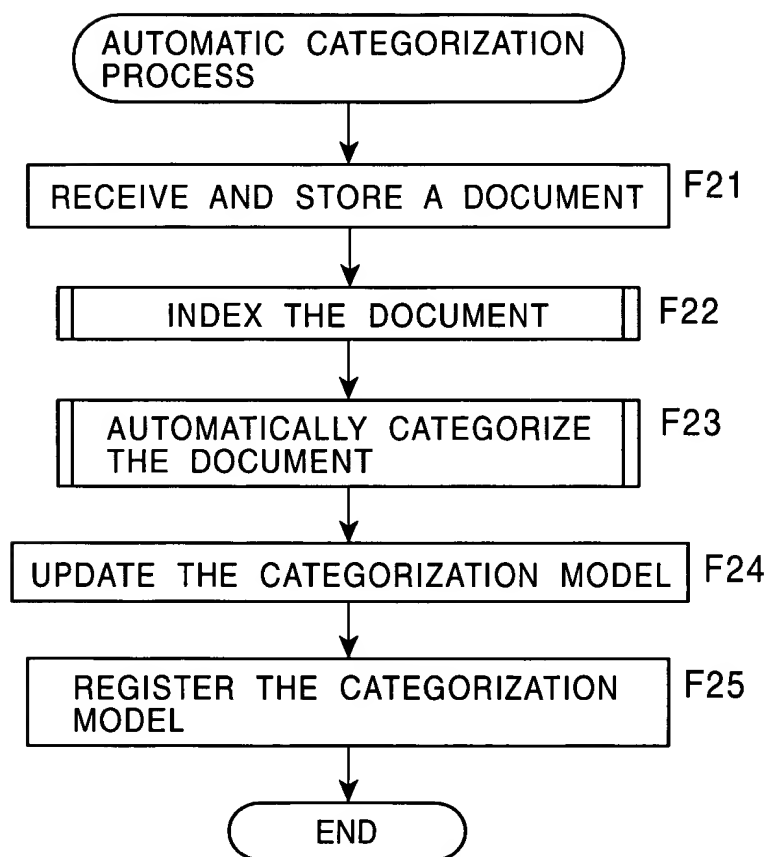 AUTOMATIC CATEGORIZATION
PROCESS
RECEIVE AND STORE A DOCUMENT
F21
INDEX THE DOCUMENT
F22
AUTOMATICALLY CATEGORIZE
THE DOCUMENT
F23
UPDATE THE CATEGORIZATION MODEL
F24
REGISTER THE CATEGORIZATION
MODEL
F25
END